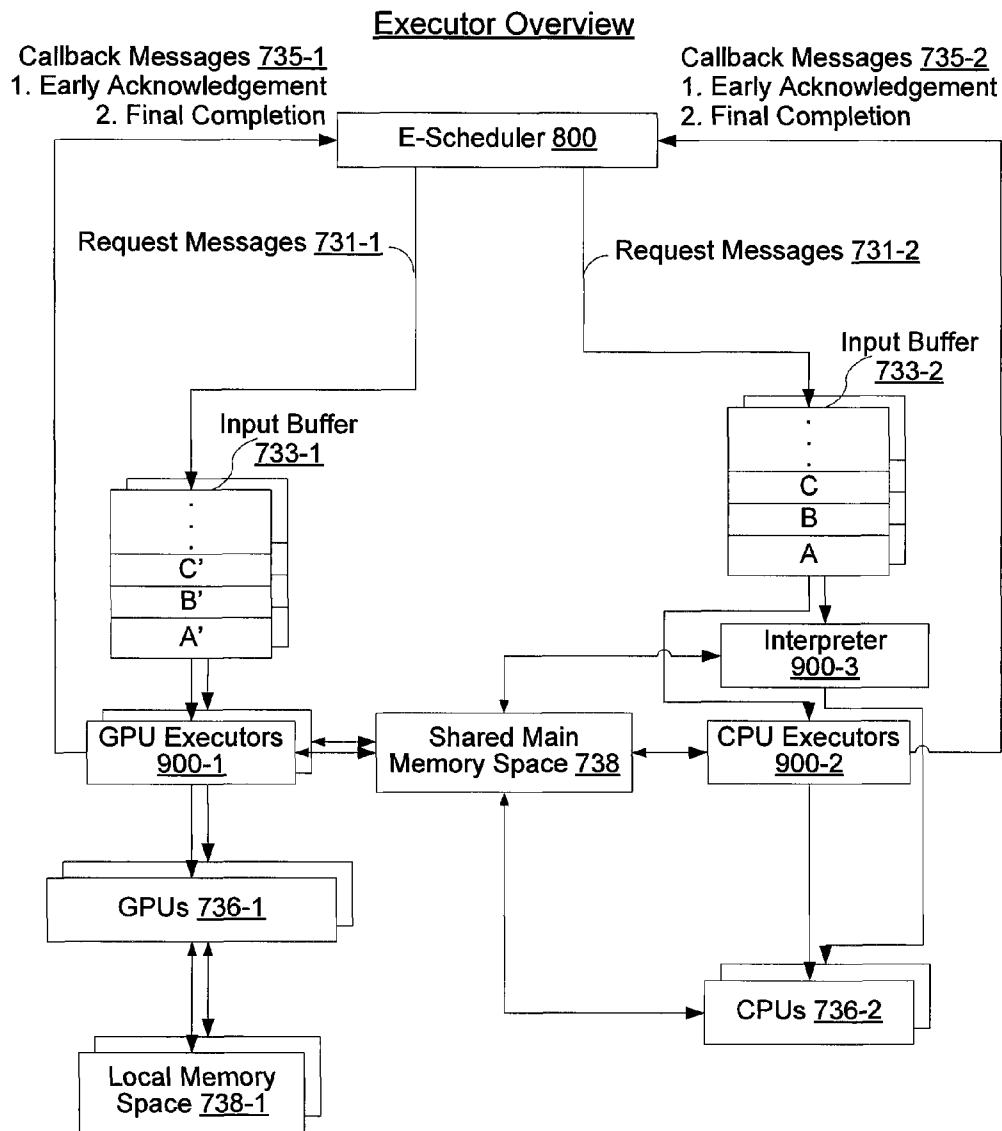 Executor Overview
Callback Messages 735-1
1. Early Acknowledgement
2. Final Completion
Callback Messages 735-2
1. Early Acknowledgement
2. Final Completion
E-Scheduler 800
Request Messages 731-1
Request Messages 731-2
Input Buffer
733-2
Input Buffer
733-1
.
.
.
C
B
A
.
.
.
C’
B’
A’
Interpreter
900-3
GPU Executors
900-1
Shared Main
Memory Space 738
CPU Executors
900-2
GPUs 736-1
CPUs 736-2
Local Memory
Space 738-1